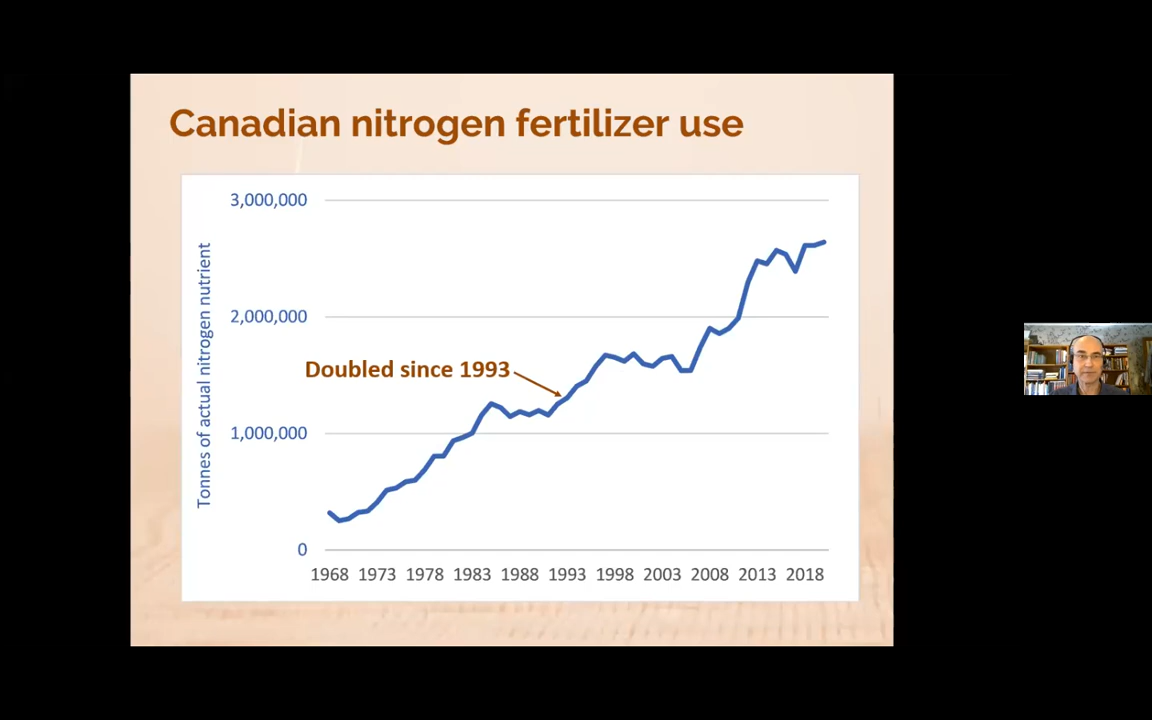 Canadian nitrogen fertilizer use
Tonnes of actual nitrogen nutrient
3,000,000
2,000,000
Doubled since 1993
1,000,000
0
1968 1973 1978 1983 1988 1993 1998 2003 2008 2013 2018